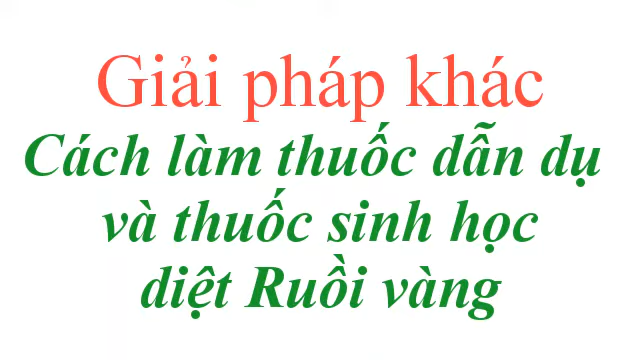 Giải pháp khác
Cách làm thuốc dẫn dụ
và thuốc sinh học
diệt Ruồi vàng